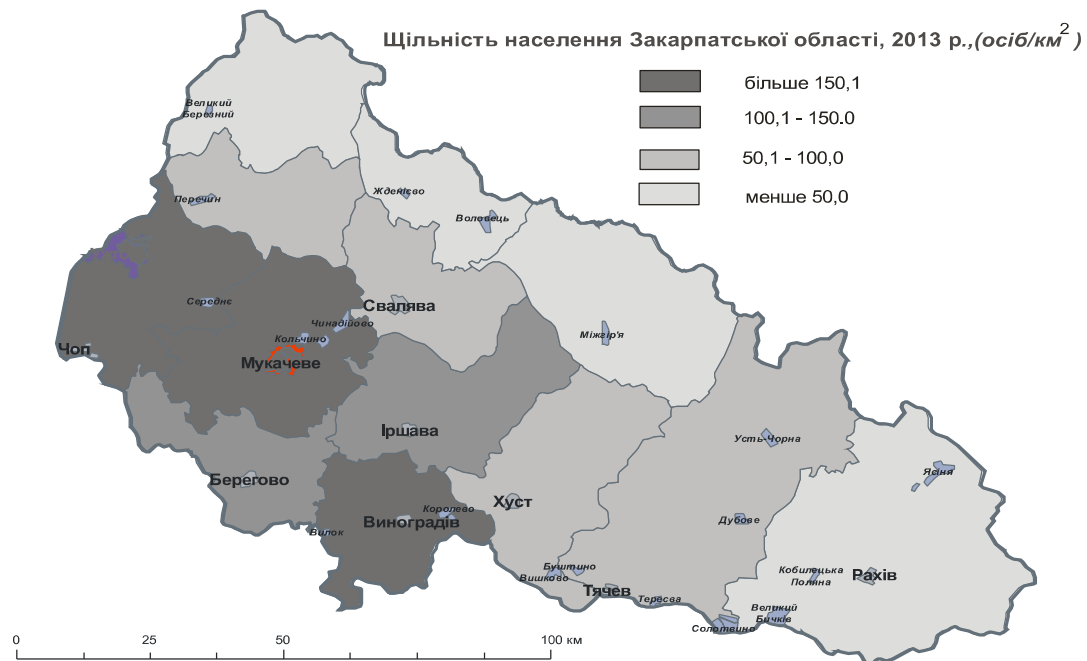 Щільність населення Закарпатської області, 2013 р.,(осіб/км²)
більше 150,1
100,1 - 150.0
50,1 - 100,0
менше 50,0
Великий
Березний
Перечин
Жденієво
Воловець
Середнє
Свалява
Чинадійово
Кольчино
Чоп
Мукачеве
Міжгір'я
Іршава
Усть-Чорна
Ясіня
Берегово
Хуст
Королево
Виноградів
Вилок
Дубове
Буштино
Вишково
Тячев
Тересва
Кобилецька
Поляна
Рахів
Великий
Бичків
Солотвино
0 25 50 100 км